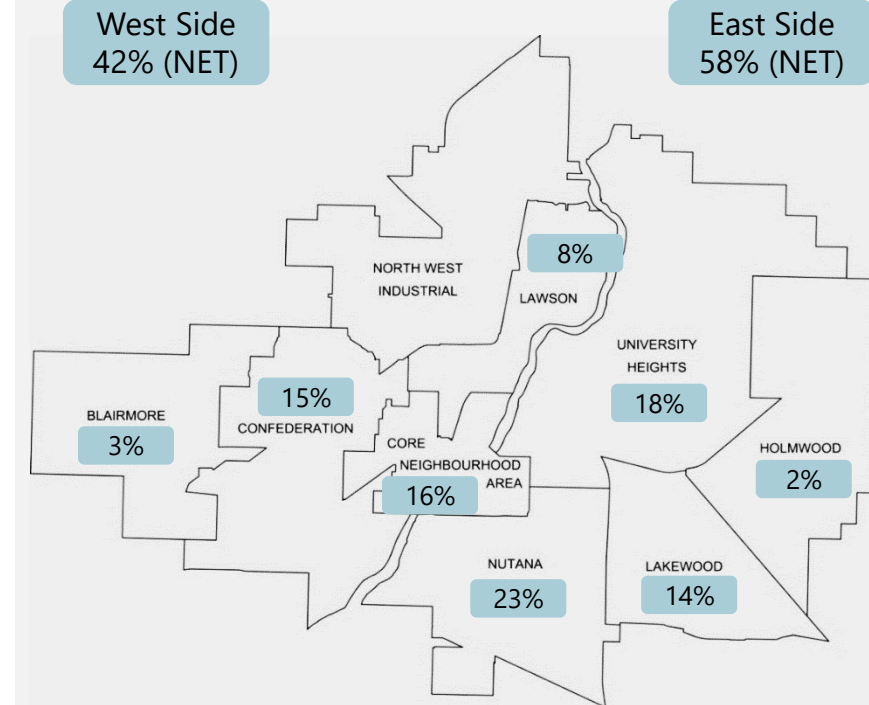 West Side
42% (NET)
East Side
58% (NET)
8%
NORTH WEST
INDUSTRIAL
LAWSON
UNIVERSITY
HEIGHTS
18%
15%
CONFEDERATION
BLAIRMORE
3%
CORE
NEIGHBOURHOOD
AREA
16%
HOLMWOOD
2%
NUTANA
23%
LAKEWOOD
14%